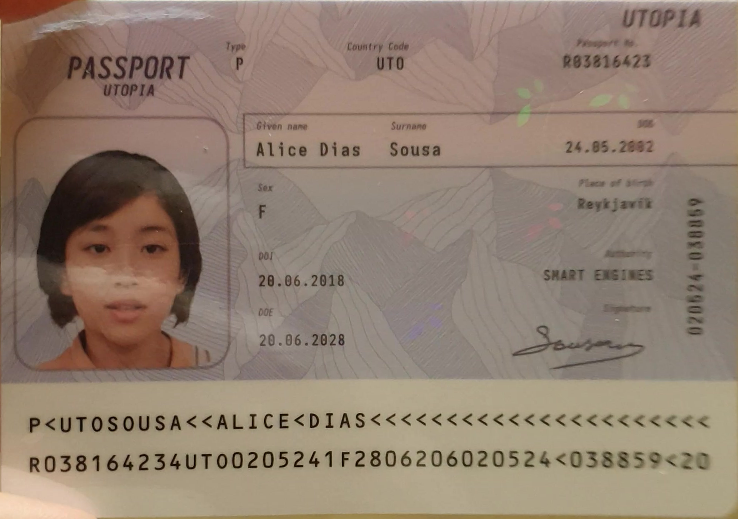 UTOPIA
PASSPORT
UTOPIA
Type
P
Country Code
UTO
Passport No.
R03816423
Given name
Alice Dias
Surname
Sousa
DOB
24.05.2002
Sex
F
Place of birth
Reykjavik
DOI
20.06.2018
Authority
SMART ENGINES
DOE
20.06.2028
Signature
Sousa
020524-038859
P<UTOSOUSA<<ALICE<DIAS<<<<<<<<<<<<<<<<<<<<<<
R038164234UTO0205241F2806206020524<038859<20